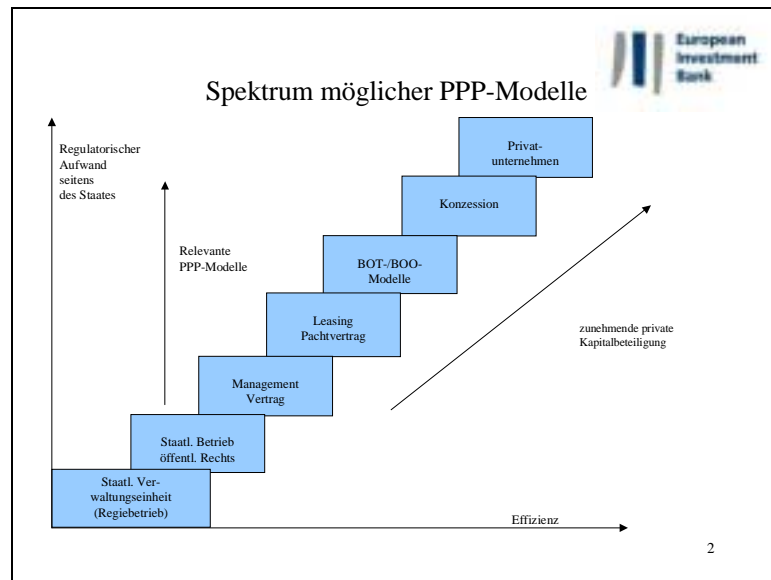 European
Investment
Bank
Spektrum möglicher PPP-Modelle
Regulatorischer
Aufwand
seitens
des Staates
Privat-
unternehmen
Konzession
Relevante
PPP-Modelle
BOT-/BOO-
Modelle
Leasing
Pachtvertrag
zunehmende private
Kapitalbeteiligung
Management
Vertrag
Staatl. Betrieb
öffentl. Rechts
Staatl. Ver-
waltungseinheit
(Regiebetrieb)
Effizienz
2